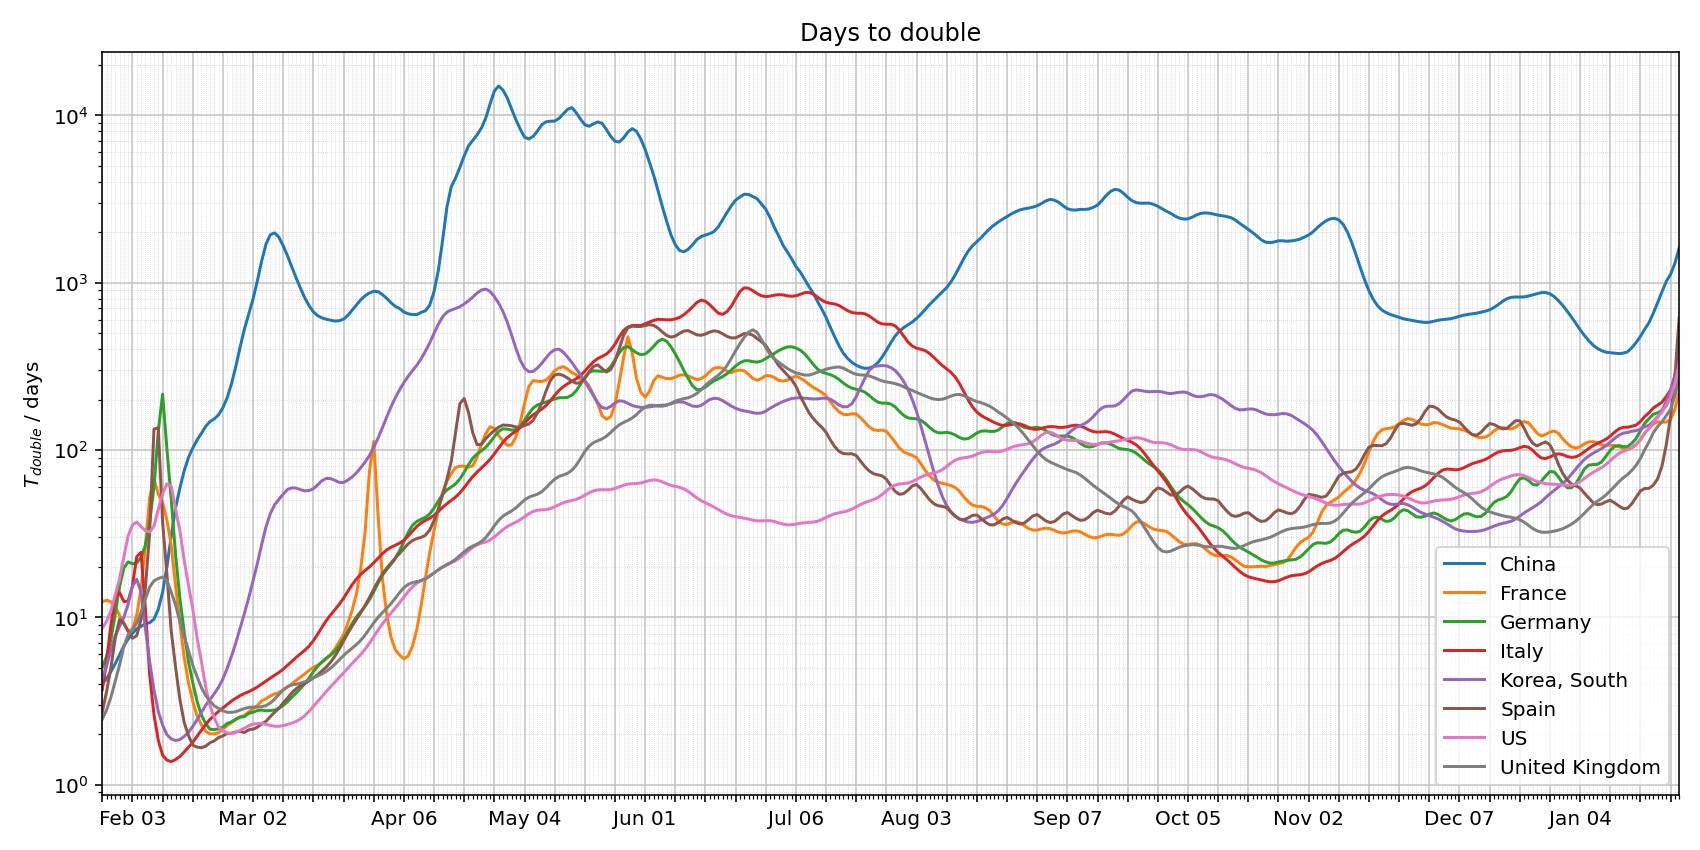 Days to double
T_double / days
10^4
10^3
10^2
10^1
10^0
Feb 03 Mar 02 Apr 06 May 04 Jun 01 Jul 06 Aug 03 Sep 07 Oct 05 Nov 02 Dec 07 Jan 04
China
France
Germany
Italy
Korea, South
Spain
US
United Kingdom